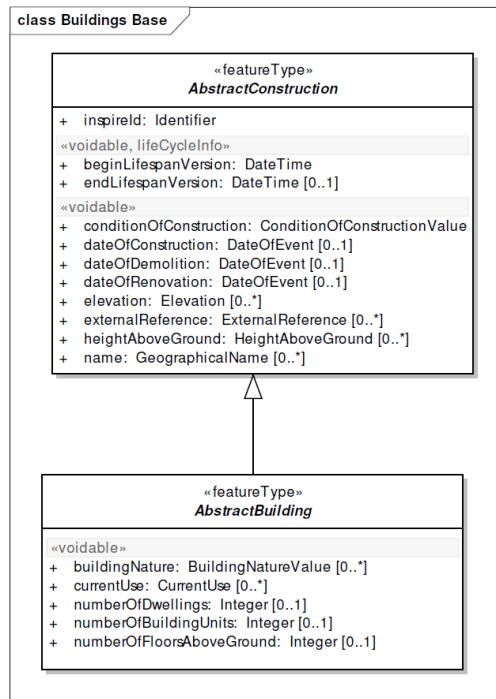 class Buildings Base
«featureType»
AbstractConstruction
+ inspireId: Identifier
«voidable, lifeCycleInfo»
+ beginLifespanVersion: DateTime
+ endLifespanVersion: DateTime [0..1]
«voidable»
+ conditionOfConstruction: ConditionOfConstructionValue
+ dateOfConstruction: DateOfEvent [0..1]
+ dateOfDemolition: DateOfEvent [0..1]
+ dateOfRenovation: DateOfEvent [0..1]
+ elevation: Elevation [0..*]
+ externalReference: ExternalReference [0..*]
+ heightAboveGround: HeightAboveGround [0..*]
+ name: GeographicalName [0..*]
«featureType»
AbstractBuilding
«voidable»
+ buildingNature: BuildingNatureValue [0..*]
+ currentUse: CurrentUse [0..*]
+ numberOfDwellings: Integer [0..1]
+ numberOfBuildingUnits: Integer [0..1]
+ numberOfFloorsAboveGround: Integer [0..1]